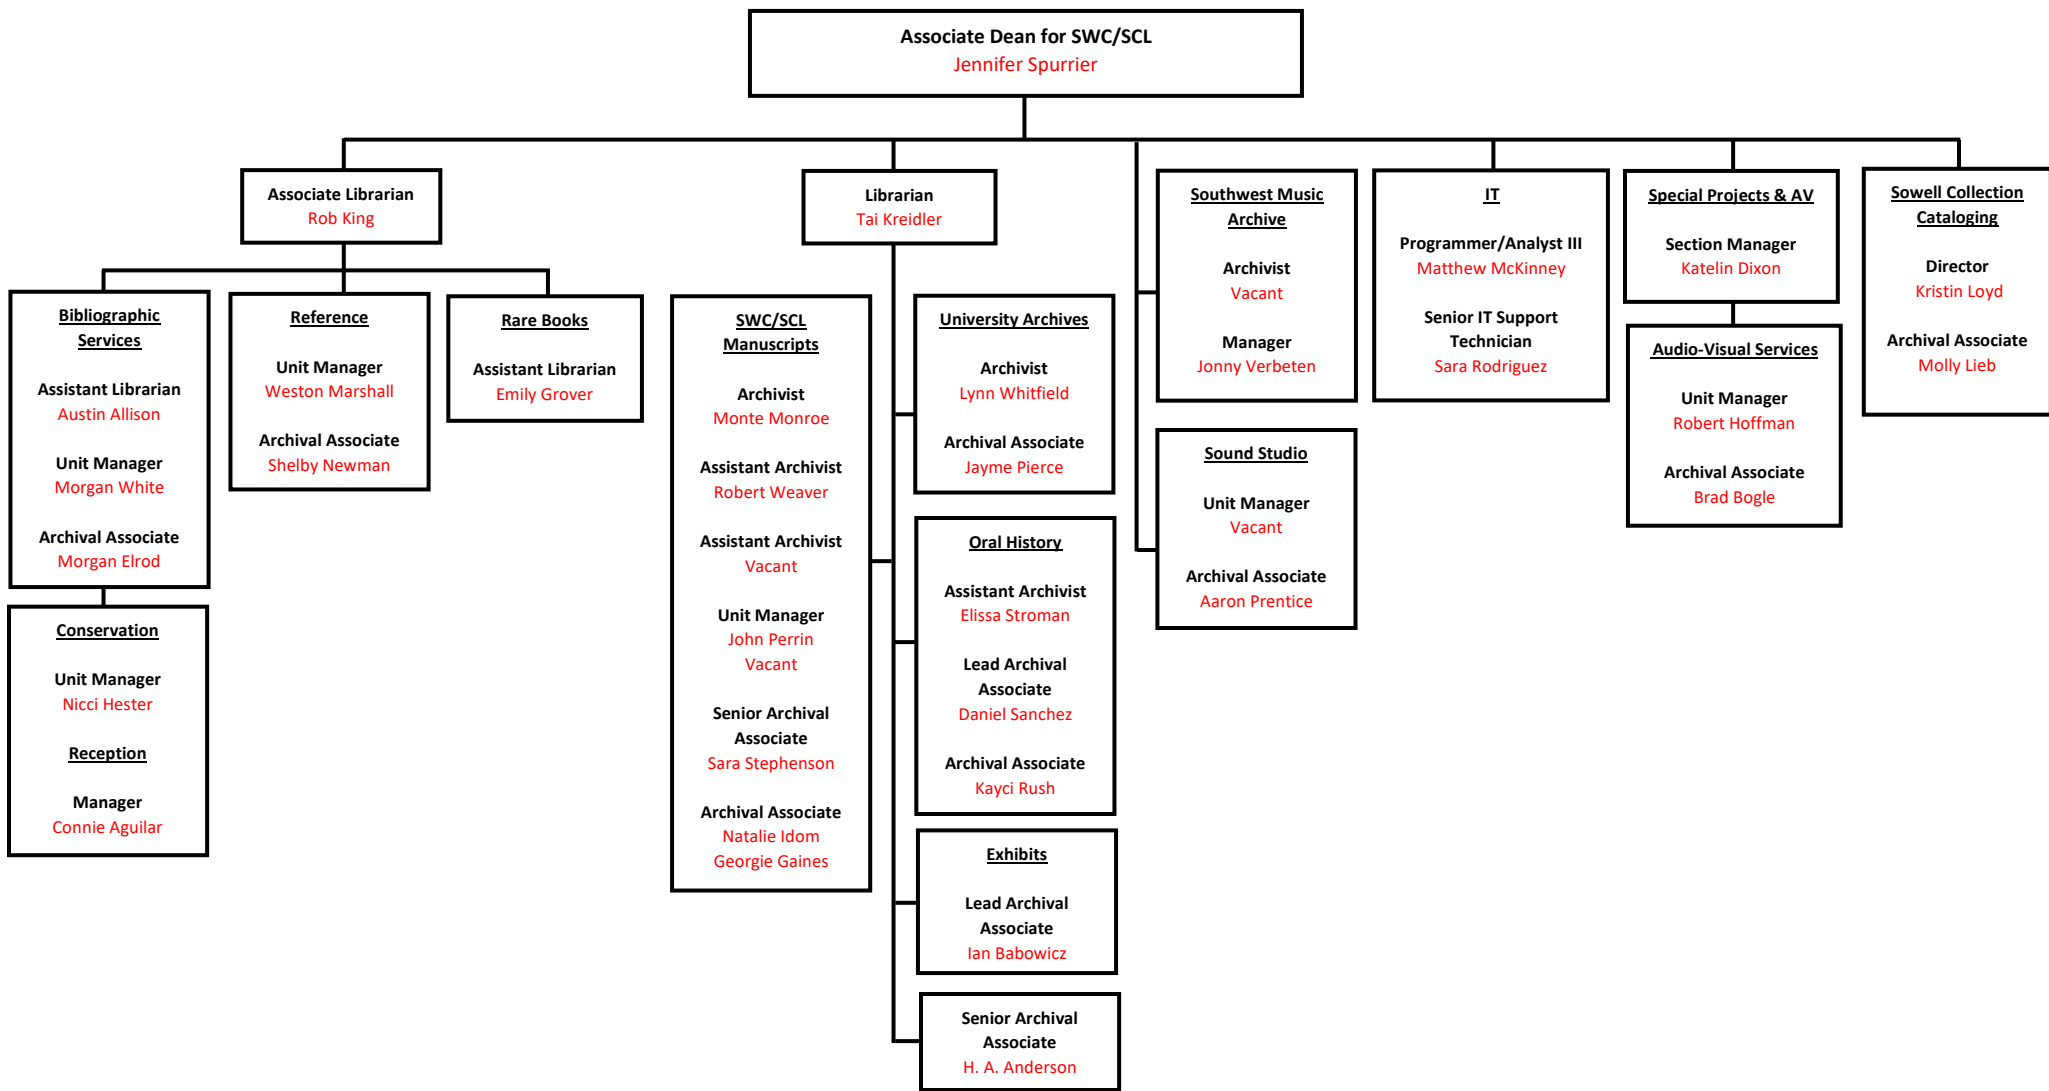 Associate Dean for SWC/SCL
Jennifer Spurrier
Associate Librarian
Rob King
Bibliographic
Services
Assistant Librarian
Austin Allison
Unit Manager
Morgan White
Archival Associate
Morgan Elrod
Conservation
Unit Manager
Nicci Hester
Reception
Manager
Connie Aguilar
Reference
Unit Manager
Weston Marshall
Archival Associate
Shelby Newman
Rare Books
Assistant Librarian
Emily Grover
Librarian
Tai Kreidler
SWC/SCL
Manuscripts
Archivist
Monte Monroe
Assistant Archivist
Robert Weaver
Assistant Archivist
Vacant
Unit Manager
John Perrin
Vacant
Senior Archival
Associate
Sara Stephenson
Archival Associate
Natalie Idom
Georgie Gaines
University Archives
Archivist
Lynn Whitfield
Archival Associate
Jayme Pierce
Oral History
Assistant Archivist
Elissa Stroman
Lead Archival
Associate
Daniel Sanchez
Archival Associate
Kayci Rush
Exhibits
Lead Archival
Associate
Ian Babowicz
Senior Archival
Associate
H. A. Anderson
Southwest Music
Archive
Archivist
Vacant
Manager
Jonny Verbeten
Sound Studio
Unit Manager
Vacant
Archival Associate
Aaron Prentice
IT
Programmer/Analyst III
Matthew McKinney
Senior IT Support
Technician
Sara Rodriguez
Special Projects & AV
Section Manager
Katelin Dixon
Audio-Visual Services
Unit Manager
Robert Hoffman
Archival Associate
Brad Bogle
Sowell Collection
Cataloging
Director
Kristin Loyd
Archival Associate
Molly Lieb